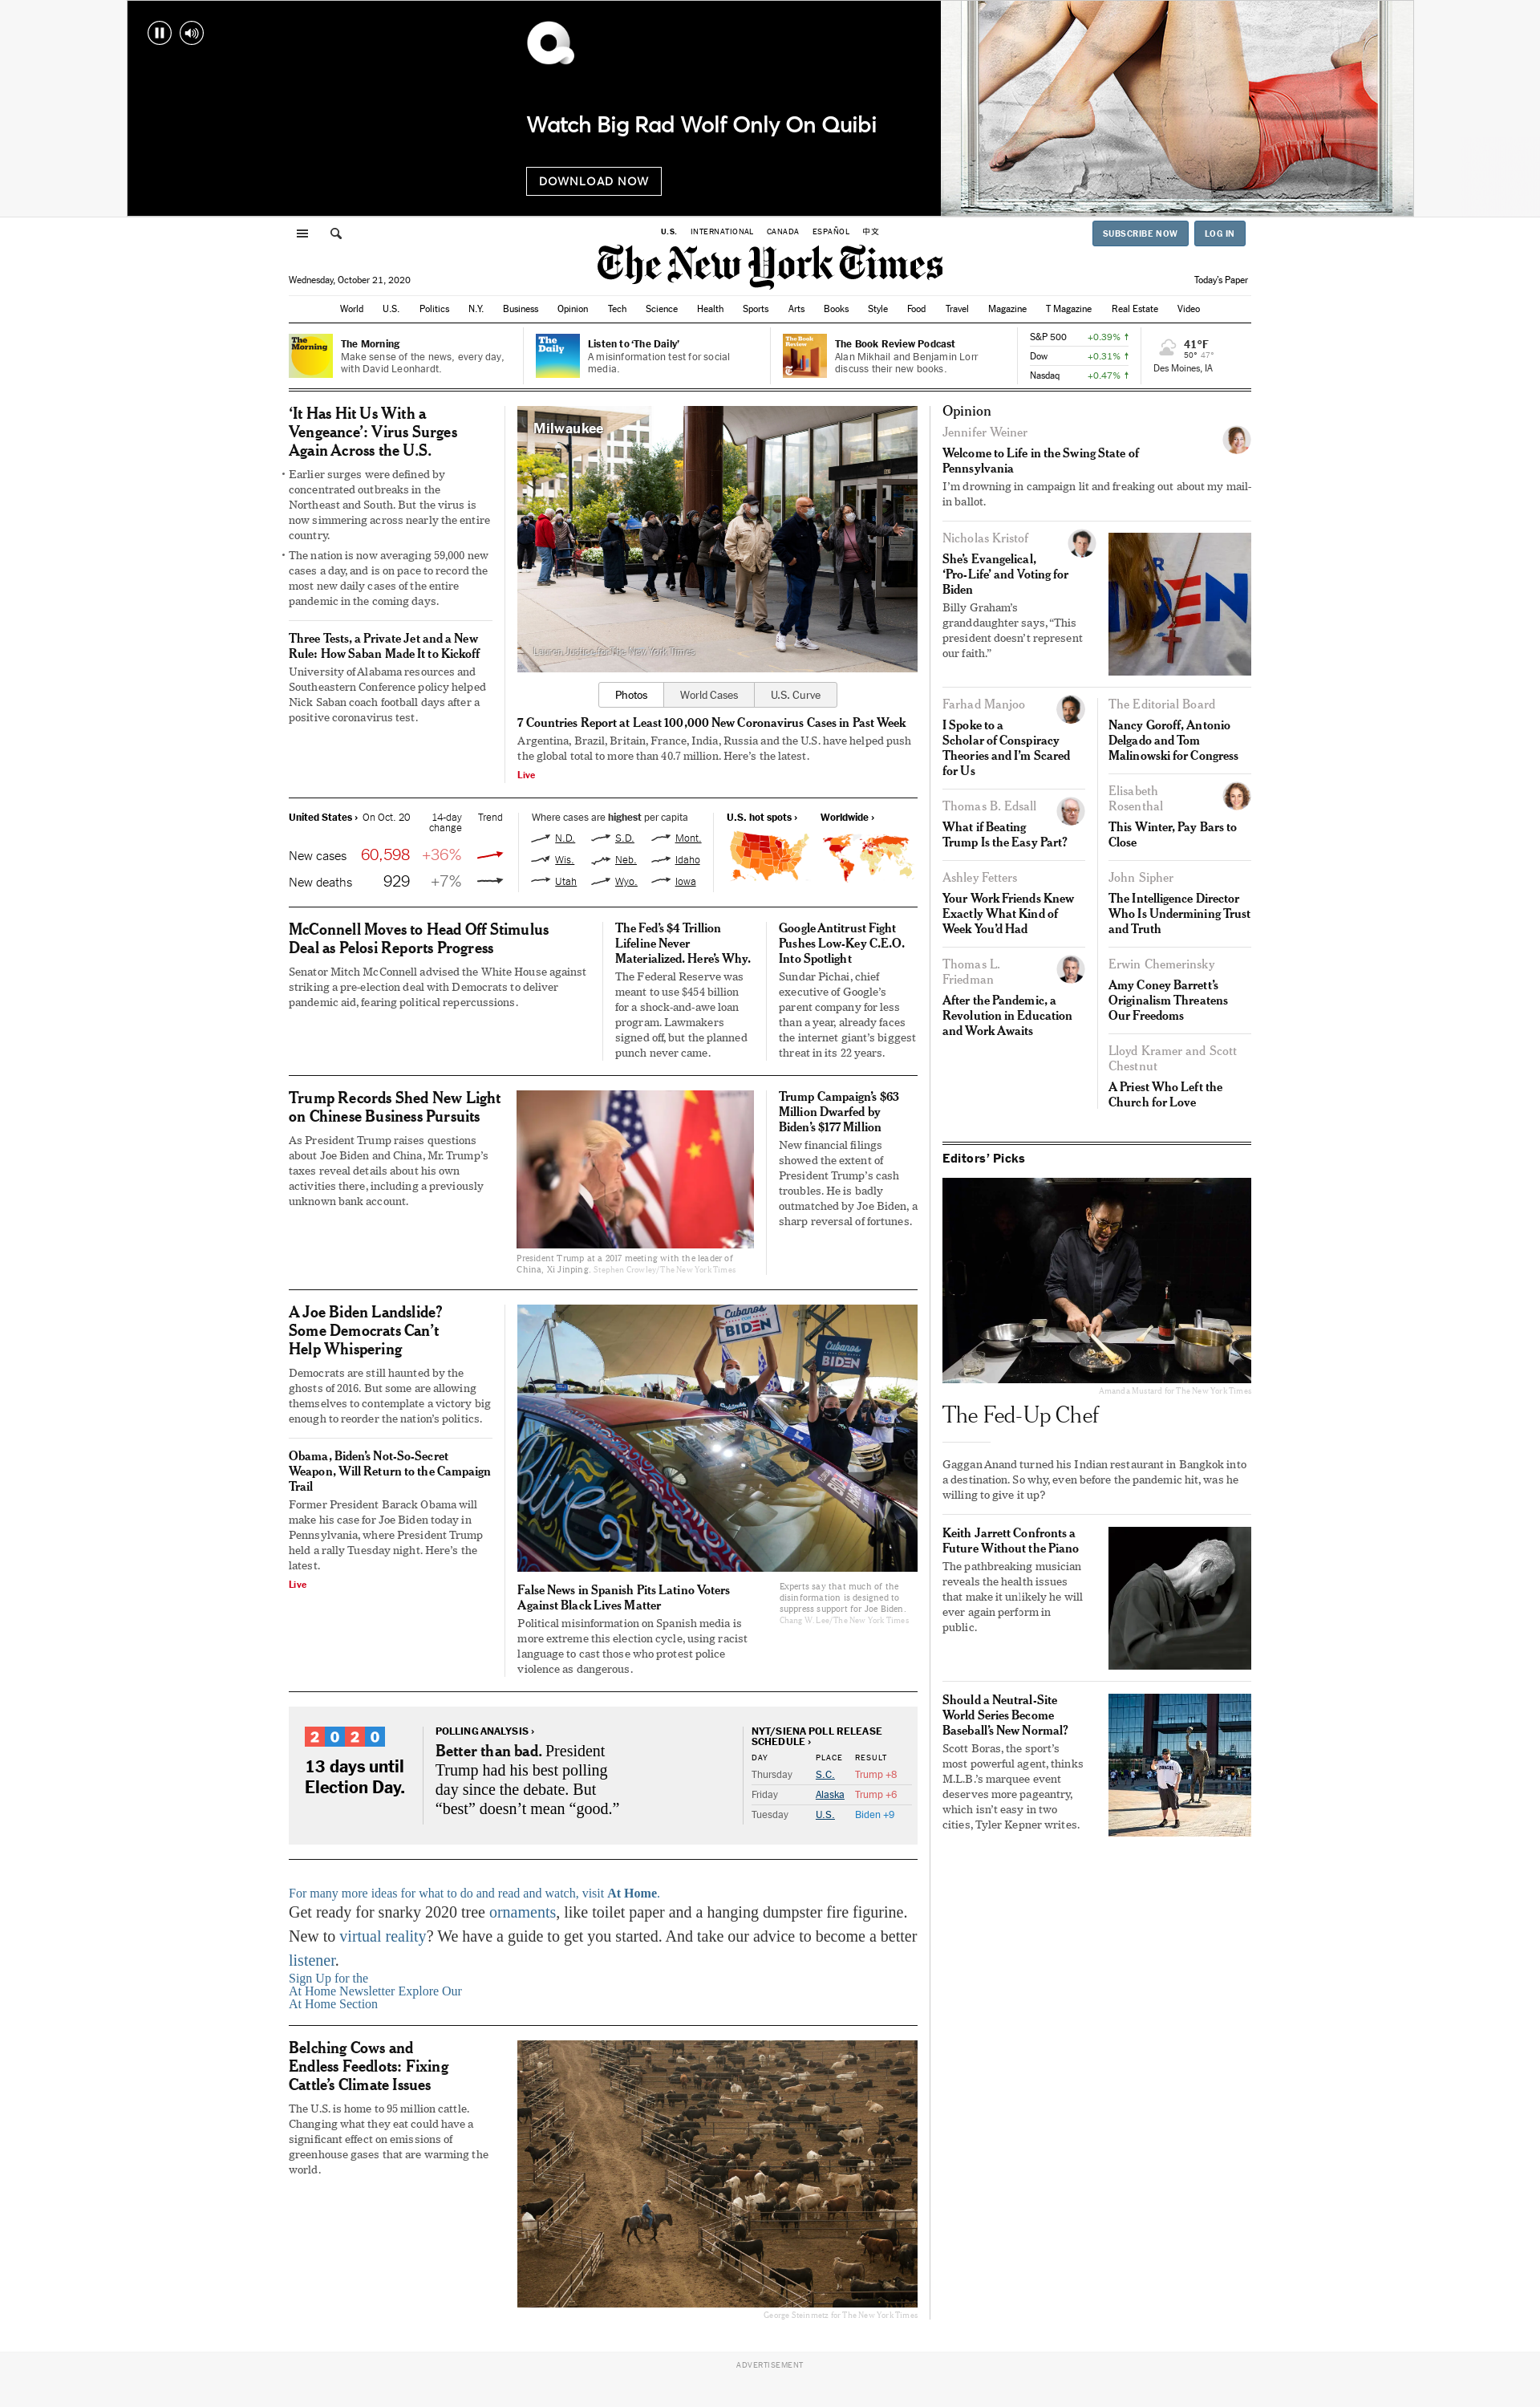 Watch Big Rad Wolf Only On Quibi
DOWNLOAD NOW
U.S. INTERNATIONAL CANADA ESPAÑOL 中文
SUBSCRIBE NOW LOG IN
The New York Times
Wednesday, October 21, 2020
Today's Paper
World U.S. Politics N.Y. Business Opinion Tech Science Health Sports Arts Books Style Food Travel Magazine T Magazine Real Estate Video
The Morning
The Morning
Make sense of the news, every day,
with David Leonhardt.
The Daily
Listen to ‘The Daily’
A misinformation test for social
media.
The Book Review
The Book Review Podcast
Alan Mikhail and Benjamin Lorr
discuss their new books.
S&P 500 +0.39% ↑
Dow +0.31% ↑
Nasdaq +0.47% ↑
41°F
50° 47°
Des Moines, IA
‘It Has Hit Us With a
Vengeance’: Virus Surges
Again Across the U.S.
• Earlier surges were defined by
concentrated outbreaks in the
Northeast and South. But the virus is
now simmering across nearly the entire
country.
• The nation is now averaging 59,000 new
cases a day, and is on pace to record the
most new daily cases of the entire
pandemic in the coming days.
Three Tests, a Private Jet and a New
Rule: How Saban Made It to Kickoff
University of Alabama resources and
Southeastern Conference policy helped
Nick Saban coach football days after a
positive coronavirus test.
Milwaukee
Lauren Justice for The New York Times
Photos World Cases U.S. Curve
7 Countries Report at Least 100,000 New Coronavirus Cases in Past Week
Argentina, Brazil, Britain, France, India, Russia and the U.S. have helped push
the global total to more than 40.7 million. Here’s the latest.
Live
United States › On Oct. 20 14-day
change Trend
New cases 60,598 +36%
New deaths 929 +7%
Where cases are highest per capita
N.D. S.D. Mont.
Wis. Neb. Idaho
Utah Wyo. Iowa
U.S. hot spots › Worldwide ›
McConnell Moves to Head Off Stimulus
Deal as Pelosi Reports Progress
Senator Mitch McConnell advised the White House against
striking a pre-election deal with Democrats to deliver
pandemic aid, fearing political repercussions.
The Fed’s $4 Trillion
Lifeline Never
Materialized. Here’s Why.
The Federal Reserve was
meant to use $454 billion
for a shock-and-awe loan
program. Lawmakers
signed off, but the planned
punch never came.
Google Antitrust Fight
Pushes Low-Key C.E.O.
Into Spotlight
Sundar Pichai, chief
executive of Google’s
parent company for less
than a year, already faces
the internet giant’s biggest
threat in its 22 years.
Trump Records Shed New Light
on Chinese Business Pursuits
As President Trump raises questions
about Joe Biden and China, Mr. Trump’s
taxes reveal details about his own
activities there, including a previously
unknown bank account.
President Trump at a 2017 meeting with the leader of
China, Xi Jinping. Stephen Crowley/The New York Times
Trump Campaign’s $63
Million Dwarfed by
Biden’s $177 Million
New financial filings
showed the extent of
President Trump’s cash
troubles. He is badly
outmatched by Joe Biden, a
sharp reversal of fortunes.
A Joe Biden Landslide?
Some Democrats Can’t
Help Whispering
Democrats are still haunted by the
ghosts of 2016. But some are allowing
themselves to contemplate a victory big
enough to reorder the nation’s politics.
Obama, Biden’s Not-So-Secret
Weapon, Will Return to the Campaign
Trail
Former President Barack Obama will
make his case for Joe Biden today in
Pennsylvania, where President Trump
held a rally Tuesday night. Here’s the
latest.
Live
Cubanos
BIDEN
BIDEN
False News in Spanish Pits Latino Voters
Against Black Lives Matter
Political misinformation on Spanish media is
more extreme this election cycle, using racist
language to cast those who protest police
violence as dangerous.
Experts say that much of the
disinformation is designed to
suppress support for Joe Biden.
Chang W. Lee/The New York Times
2020
13 days until
Election Day.
POLLING ANALYSIS ›
Better than bad. President
Trump had his best polling
day since the debate. But
“best” doesn’t mean “good.”
NYT/SIENA POLL RELEASE
SCHEDULE ›
DAY PLACE RESULT
Thursday S.C. Trump +8
Friday Alaska Trump +6
Tuesday U.S. Biden +9
For many more ideas for what to do and read and watch, visit At Home.
Get ready for snarky 2020 tree ornaments, like toilet paper and a hanging dumpster fire figurine.
New to virtual reality? We have a guide to get you started. And take our advice to become a better
listener.
Sign Up for the
At Home Newsletter Explore Our
At Home Section
Belching Cows and
Endless Feedlots: Fixing
Cattle’s Climate Issues
The U.S. is home to 95 million cattle.
Changing what they eat could have a
significant effect on emissions of
greenhouse gases that are warming the
world.
George Steinmetz for The New York Times
Opinion
Jennifer Weiner
Welcome to Life in the Swing State of
Pennsylvania
I’m drowning in campaign lit and freaking out about my mail-
in ballot.
Nicholas Kristof
She’s Evangelical,
‘Pro-Life’ and Voting for
Biden
Billy Graham’s
granddaughter says, “This
president doesn’t represent
our faith.”
Farhad Manjoo
I Spoke to a
Scholar of Conspiracy
Theories and I’m Scared
for Us
Thomas B. Edsall
What if Beating
Trump Is the Easy Part?
Ashley Fetters
Your Work Friends Knew
Exactly What Kind of
Week You’d Had
Thomas L.
Friedman
After the Pandemic, a
Revolution in Education
and Work Awaits
The Editorial Board
Nancy Goroff, Antonio
Delgado and Tom
Malinowski for Congress
Elisabeth
Rosenthal
This Winter, Pay Bars to
Close
John Sipher
The Intelligence Director
Who Is Undermining Trust
and Truth
Erwin Chemerinsky
Amy Coney Barrett’s
Originalism Threatens
Our Freedoms
Lloyd Kramer and Scott
Chestnut
A Priest Who Left the
Church for Love
Editors’ Picks
Amanda Mustard for The New York Times
The Fed-Up Chef
Gaggan Anand turned his Indian restaurant in Bangkok into
a destination. So why, even before the pandemic hit, was he
willing to give it up?
Keith Jarrett Confronts a
Future Without the Piano
The pathbreaking musician
reveals the health issues
that make it unlikely he will
ever again perform in
public.
Should a Neutral-Site
World Series Become
Baseball’s New Normal?
Scott Boras, the sport’s
most powerful agent, thinks
M.L.B.’s marquee event
deserves more pageantry,
which isn’t easy in two
cities, Tyler Kepner writes.
ADVERTISEMENT